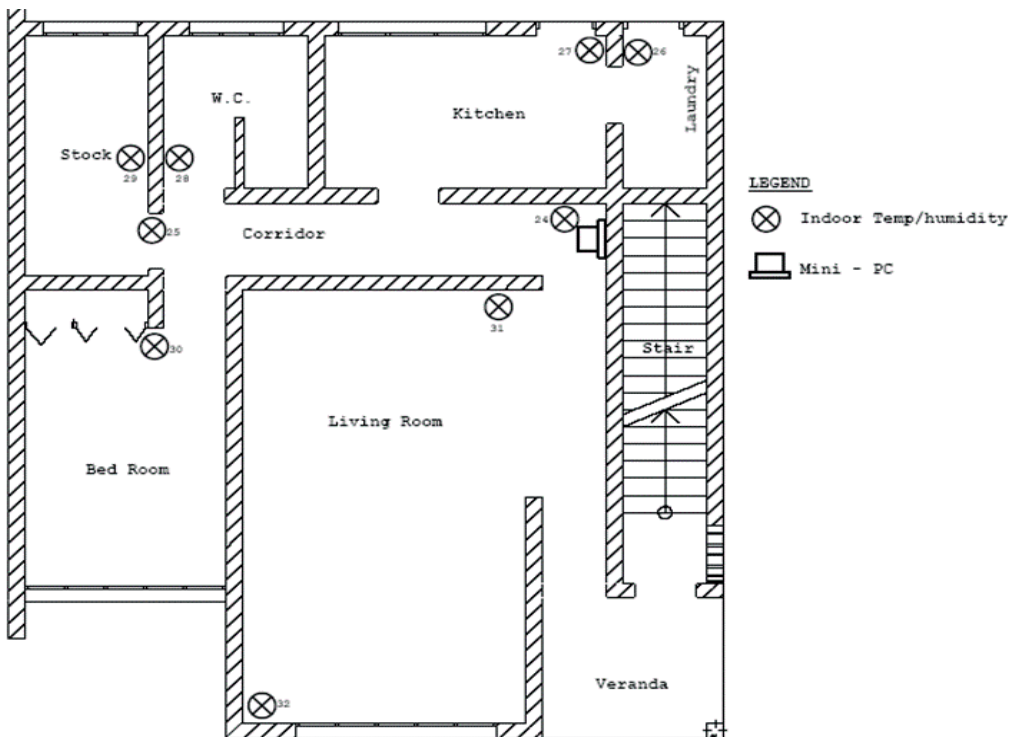 27
26
W.C.
Kitchen
Laundry
Stock
29
28
LEGEND
24
Indoor Temp/humidity
25
Corridor
Mini - PC
31
30
Stair
Living Room
Bed Room
Veranda
32